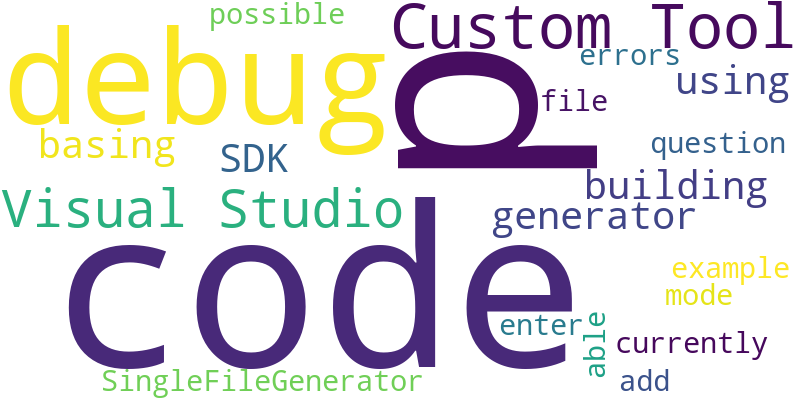 possible
Custom Tool
debug
errors
using
file
p
basing
SDK
question
building
Visual Studio
generator
code
example
mode
enter
able
currently
SingleFileGenerator
add